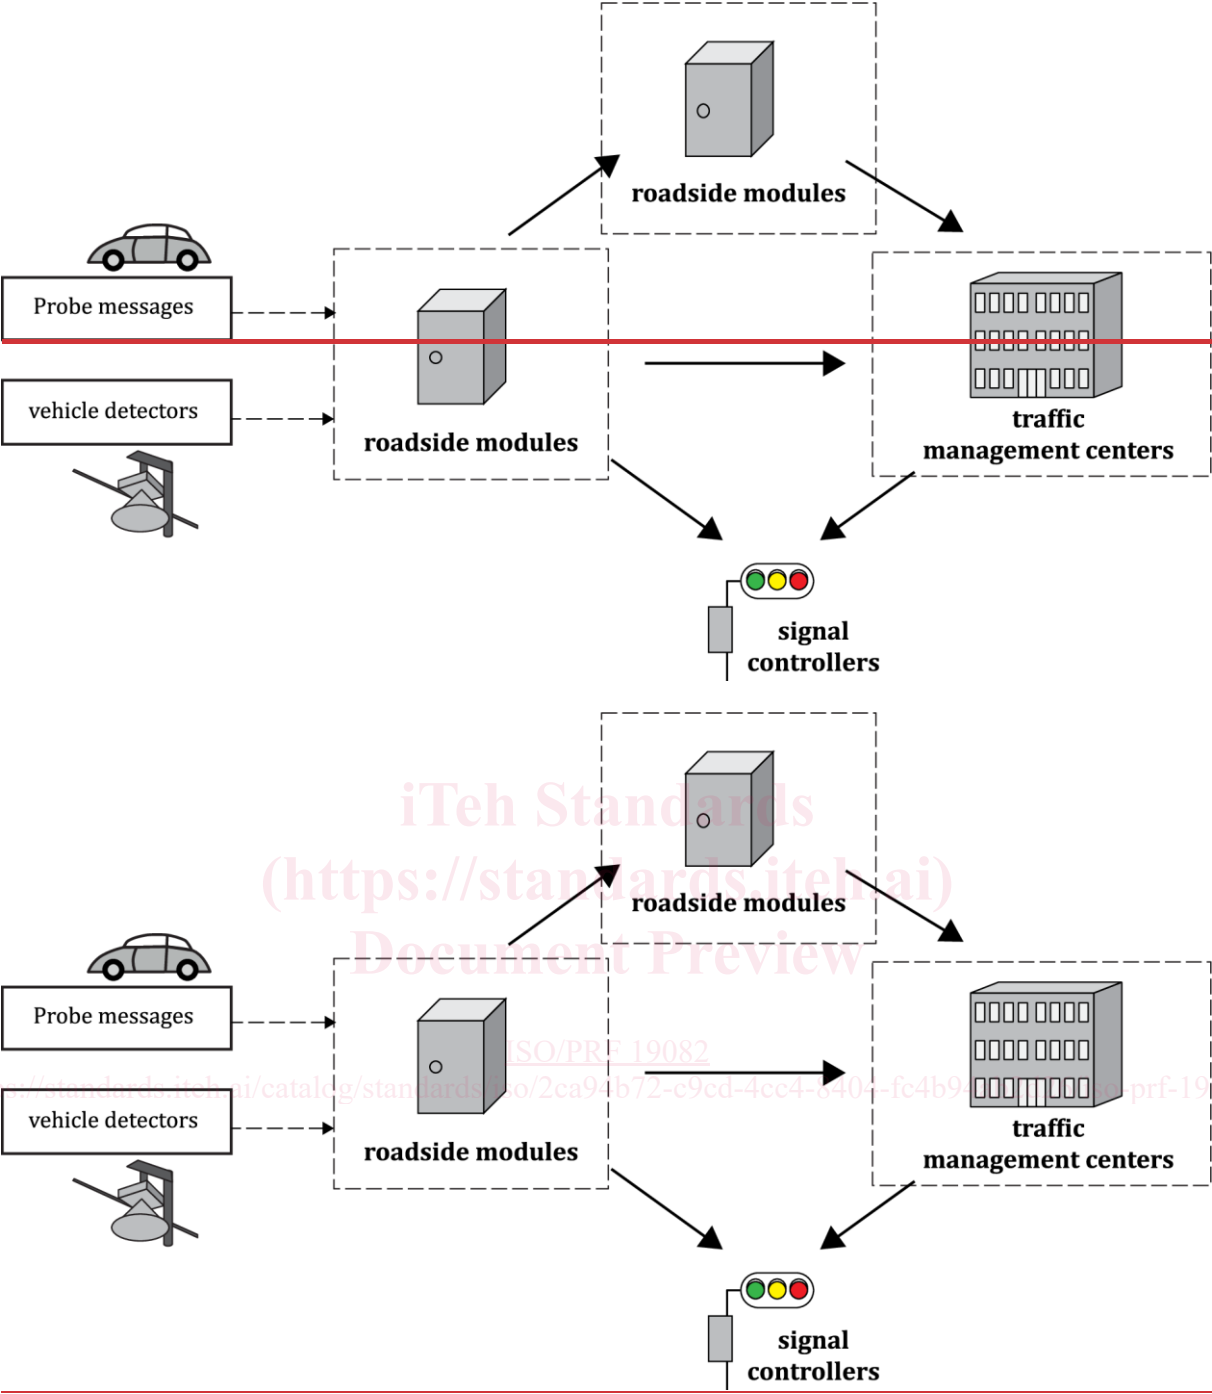 roadside modules
Probe messages
vehicle detectors
roadside modules
traffic
management centers
signal
controllers
iTeh Standards
(https://standards.iteh.ai)
roadside modules
Document Preview
Probe messages
ISO/PRF 19082
vehicle detectors
roadside modules
traffic
management centers
signal
controllers